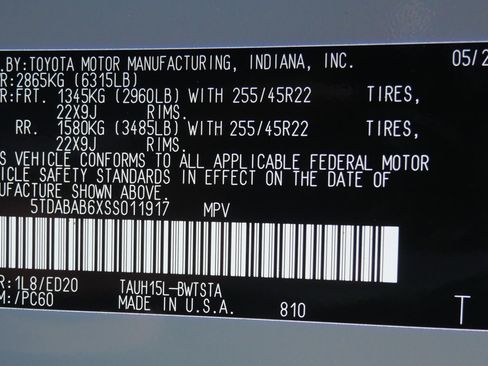 .BY:TOYOTA MOTOR MANUFACTURING, INDIANA, INC. 05/2
R:2865KG (6315LB)
R:FRT. 1345KG (2960LB) WITH 255/45R22 TIRES,
22X9J RIMS.
RR. 1580KG (3485LB) WITH 255/45R22 TIRES,
22X9J RIMS.
S VEHICLE CONFORMS TO ALL APPLICABLE FEDERAL MOTOR
ICLE SAFETY STANDARDS IN EFFECT ON THE DATE OF
NUFACTURE SHOWN ABOVE.
5TDABAB6XSS011917 MPV
R:1L8/ED20 TAUH15L-BWTSTA
M:/PC60 MADE IN U.S.A. 810 T